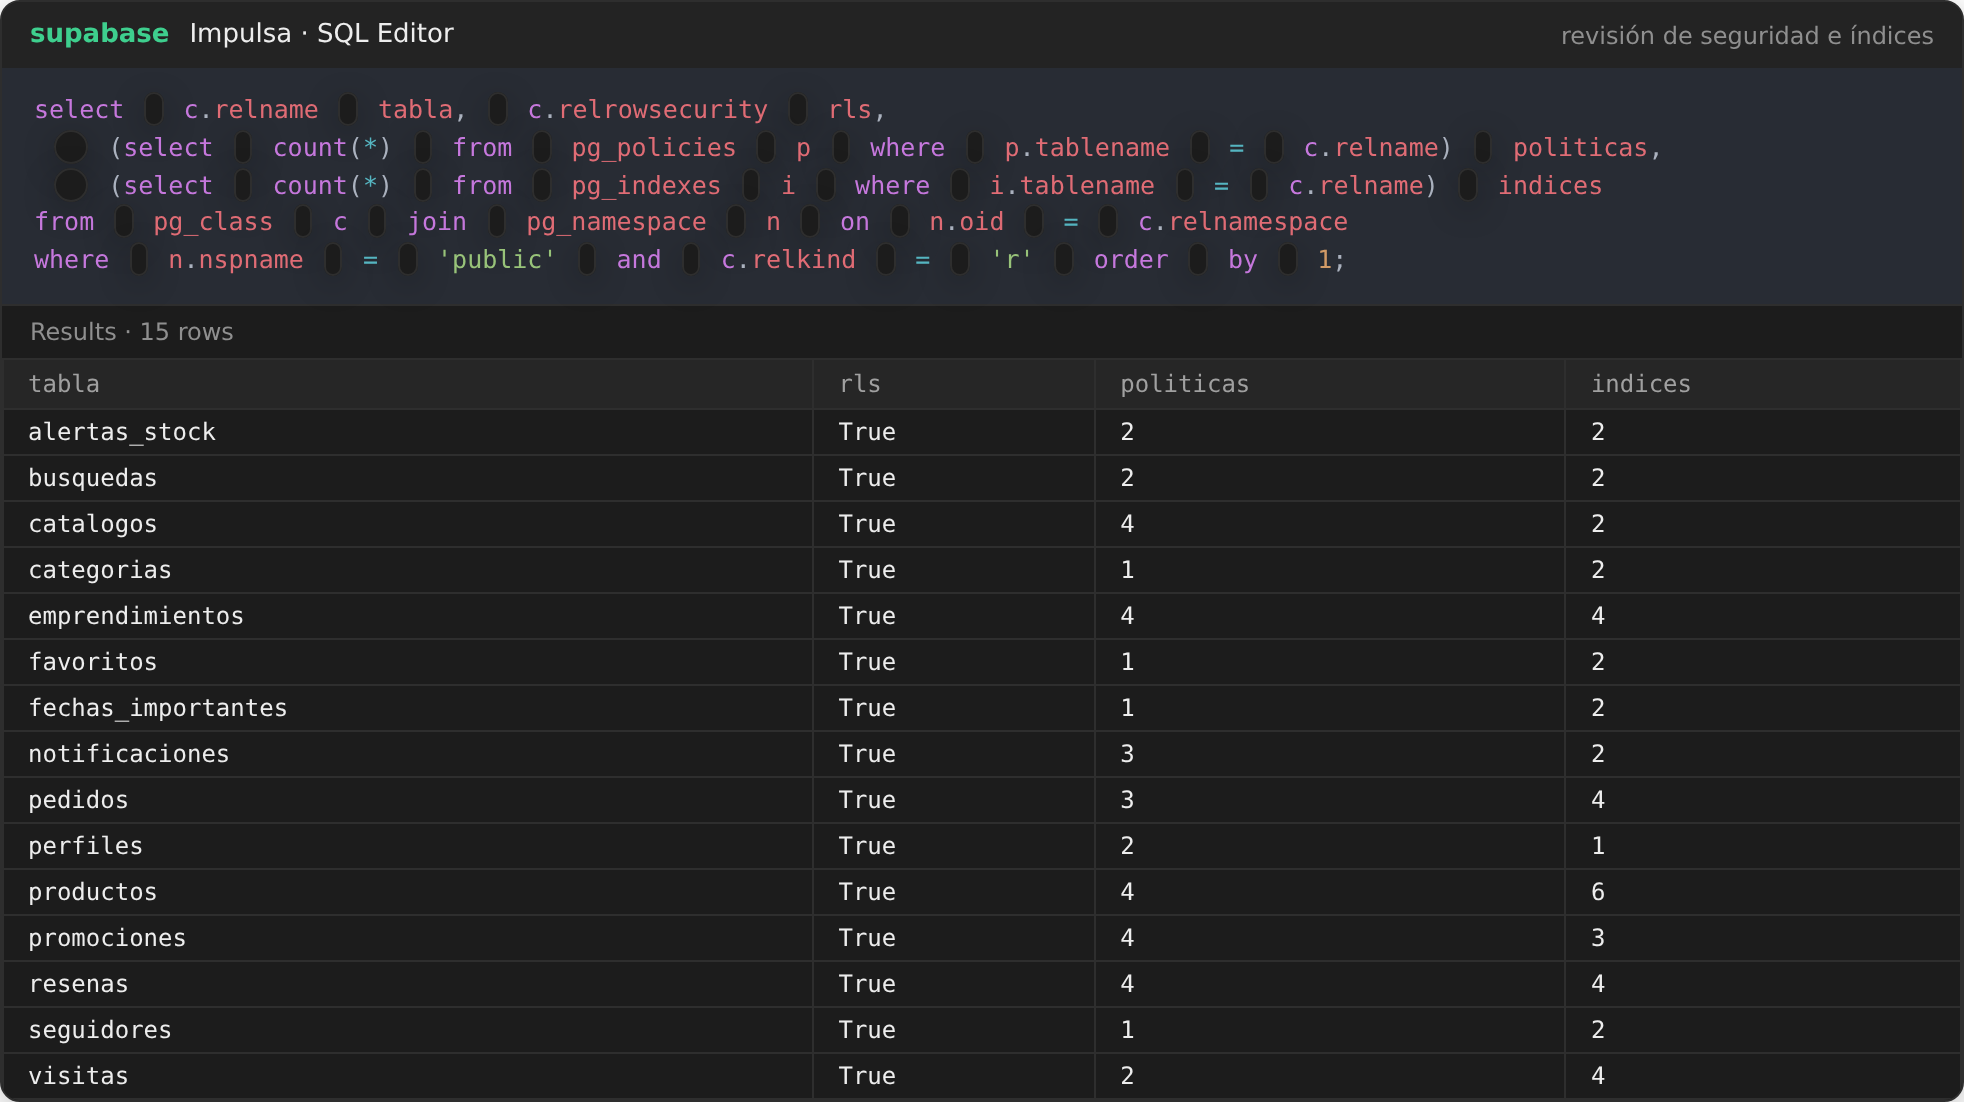 supabase Impulsa · SQL Editor
revisión de seguridad e índices
select c.relname tabla, c.relrowsecurity rls,
(select count(*) from pg_policies p where p.tablename = c.relname) politicas,
(select count(*) from pg_indexes i where i.tablename = c.relname) indices
from pg_class c join pg_namespace n on n.oid = c.relnamespace
where n.nspname = 'public' and c.relkind = 'r' order by 1;
Results · 15 rows
tabla rls politicas indices
alertas_stock True 2 2
busquedas True 2 2
catalogos True 4 2
categorias True 1 2
emprendimientos True 4 4
favoritos True 1 2
fechas_importantes True 1 2
notificaciones True 3 2
pedidos True 3 4
perfiles True 2 1
productos True 4 6
promociones True 4 3
resenas True 4 4
seguidores True 1 2
visitas True 2 4